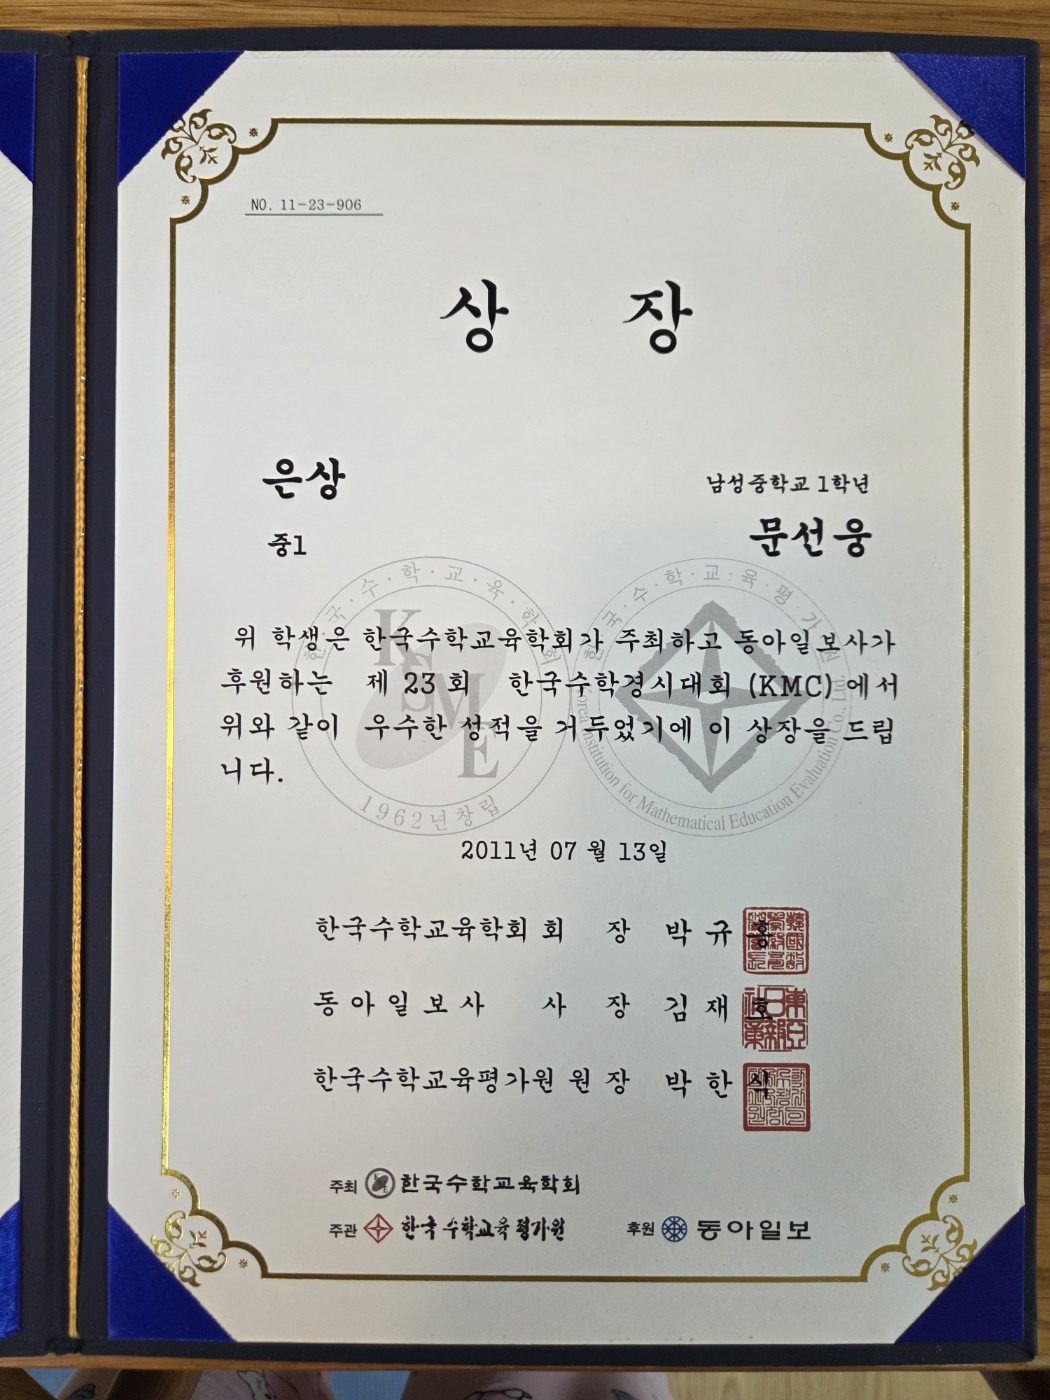 NO. 11-23-906
상 장
은상
남성중학교 1학년
중1
문선웅
위 학생은 한국수학교육학회가 주최하고 동아일보사가
후원하는 제 23 회 한국수학경시대회 (KMC) 에서
위와 같이 우수한 성적을 거두었기에 이 상장을 드립
니다.
한·국·수·학·교·육·학·회
KSME
1962년창립
한·국·수·학·교·육·평·가·원
Korea Institution for Mathematical Education Evaluation Co., Ltd
2011년 07 월 13일
한국수학교육학회 회 장 박 규 홍
동 아 일 보 사 사 장 김 재 호
한국수학교육평가원 원 장 박 한 식
주최 한국수학교육학회
주관 한국수학교육평가원
후원 동아일보